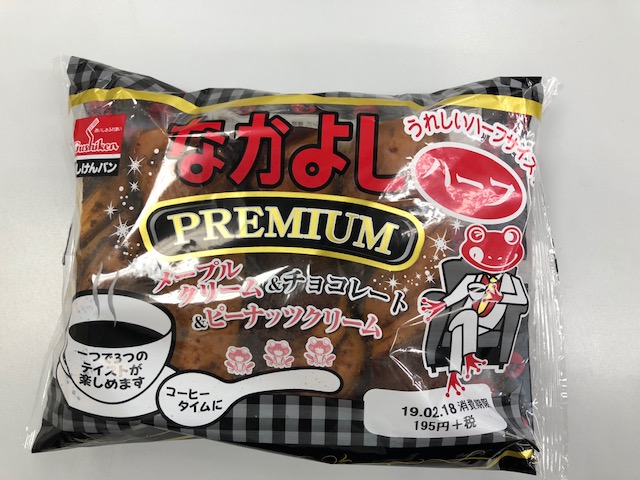 Gushiken
しけんパン
なかよし
うれしいハーフサイズ
ハーフ
PREMIUM
メープル
クリーム&チョコレート
&ピーナッツクリーム
一つで3つの
テイストが
楽しめます
コーヒー
タイムに
19.02.18 消費期限
195円+税